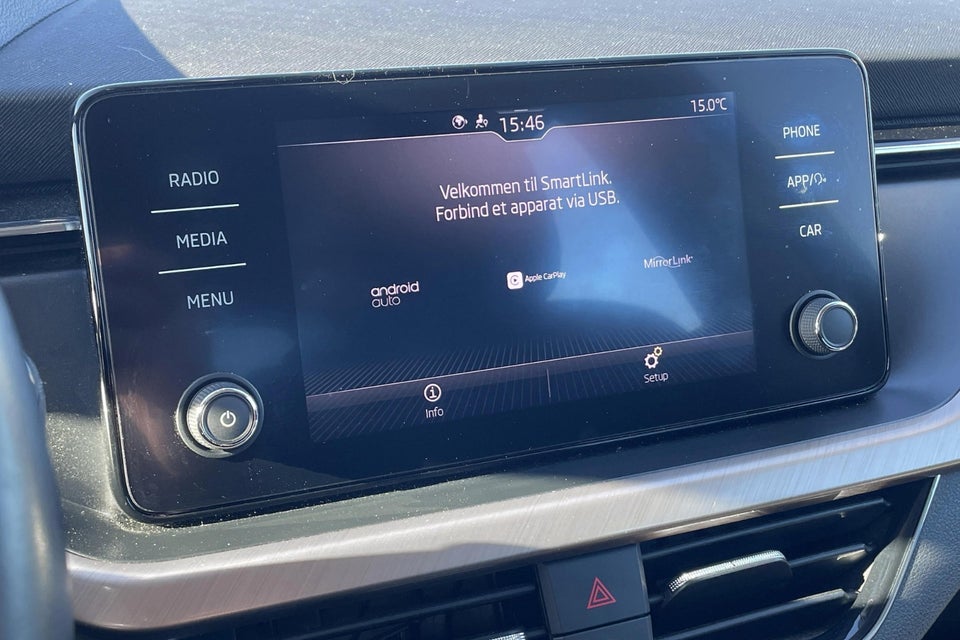 15:46
15.0°C
RADIO
MEDIA
MENU
Velkommen til SmartLink.
Forbind et apparat via USB.
android
auto
Apple CarPlay
MirrorLink
Info
Setup
PHONE
APP/
CAR